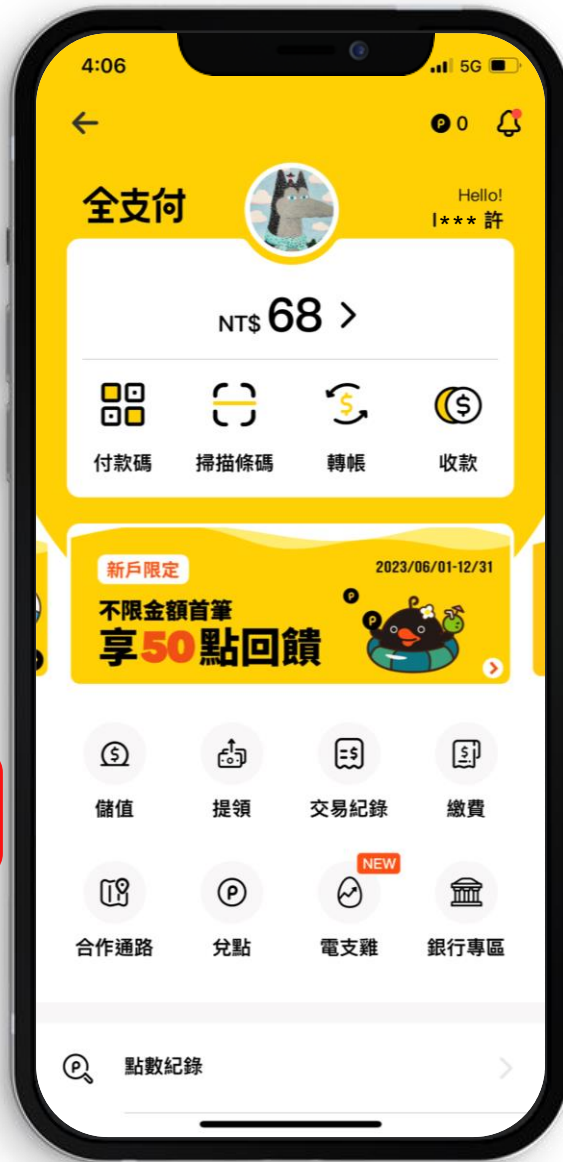 4:06
5G
P 0
全支付
Hello!
I*** 許
NT$ 68 >
付款碼 掃描條碼 轉帳 收款
新戶限定
2023/06/01-12/31
不限金額首筆
享50點回饋
儲值 提領 交易紀錄 繳費
NEW
合作通路 兌點 電支雞 銀行專區
點數紀錄